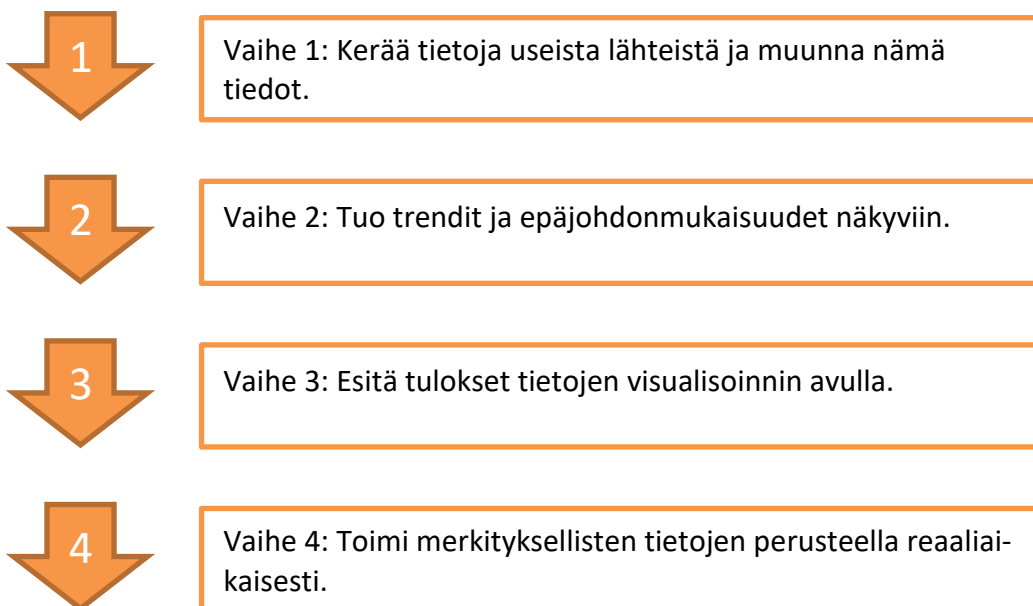 1
Vaihe 1: Kerää tietoja useista lähteistä ja muunna nämä
tiedot.
2
Vaihe 2: Tuo trendit ja epäjohdonmukaisuudet näkyviin.
3
Vaihe 3: Esitä tulokset tietojen visualisoinnin avulla.
4
Vaihe 4: Toimi merkityksellisten tietojen perusteella reaaliai-
kaisesti.